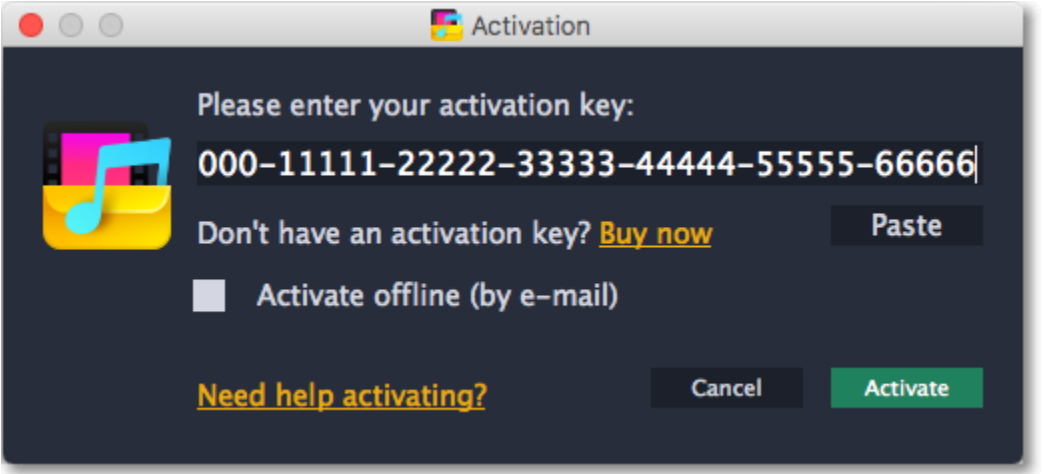 Activation
Please enter your activation key:
000-11111-22222-33333-44444-55555-66666
Don't have an activation key? Buy now
Paste
Activate offline (by e-mail)
Need help activating?
Cancel
Activate